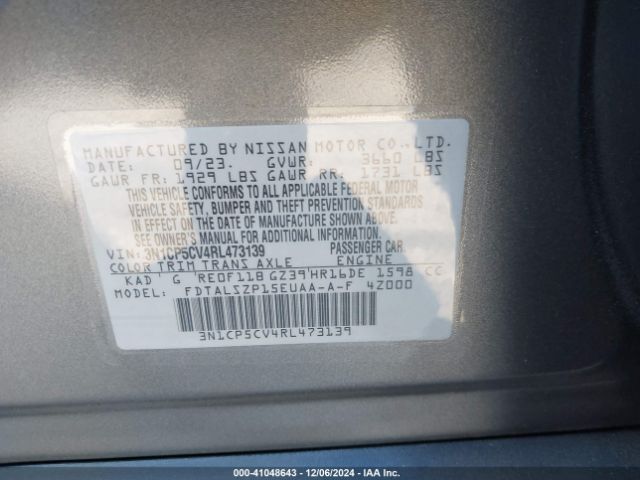 MANUFACTURED BY NISSAN MOTOR CO.,LTD.
DATE: 09/23. GVWR: 3660 LBS
GAWR FR: 1929 LBS GAWR RR: 1731 LBS
THIS VEHICLE CONFORMS TO ALL APPLICABLE FEDERAL MOTOR
VEHICLE SAFETY, BUMPER AND THEFT PREVENTION STANDARDS
IN EFFECT ON THE DATE OF MANUFACTURE SHOWN ABOVE.
SEE OWNER'S MANUAL FOR ADDITIONAL INFORMATION.
VIN: 3N1CP5CV4RL473139 PASSENGER CAR
COLOR TRIM TRANS AXLE ENGINE
KAD G RE0F11B GZ39 HR16DE 1598 CC
MODEL: FDTALSZP15EUAA-A-F 4Z000
3N1CP5CV4RL473139
000-41048643 - 12/06/2024 - IAA Inc.